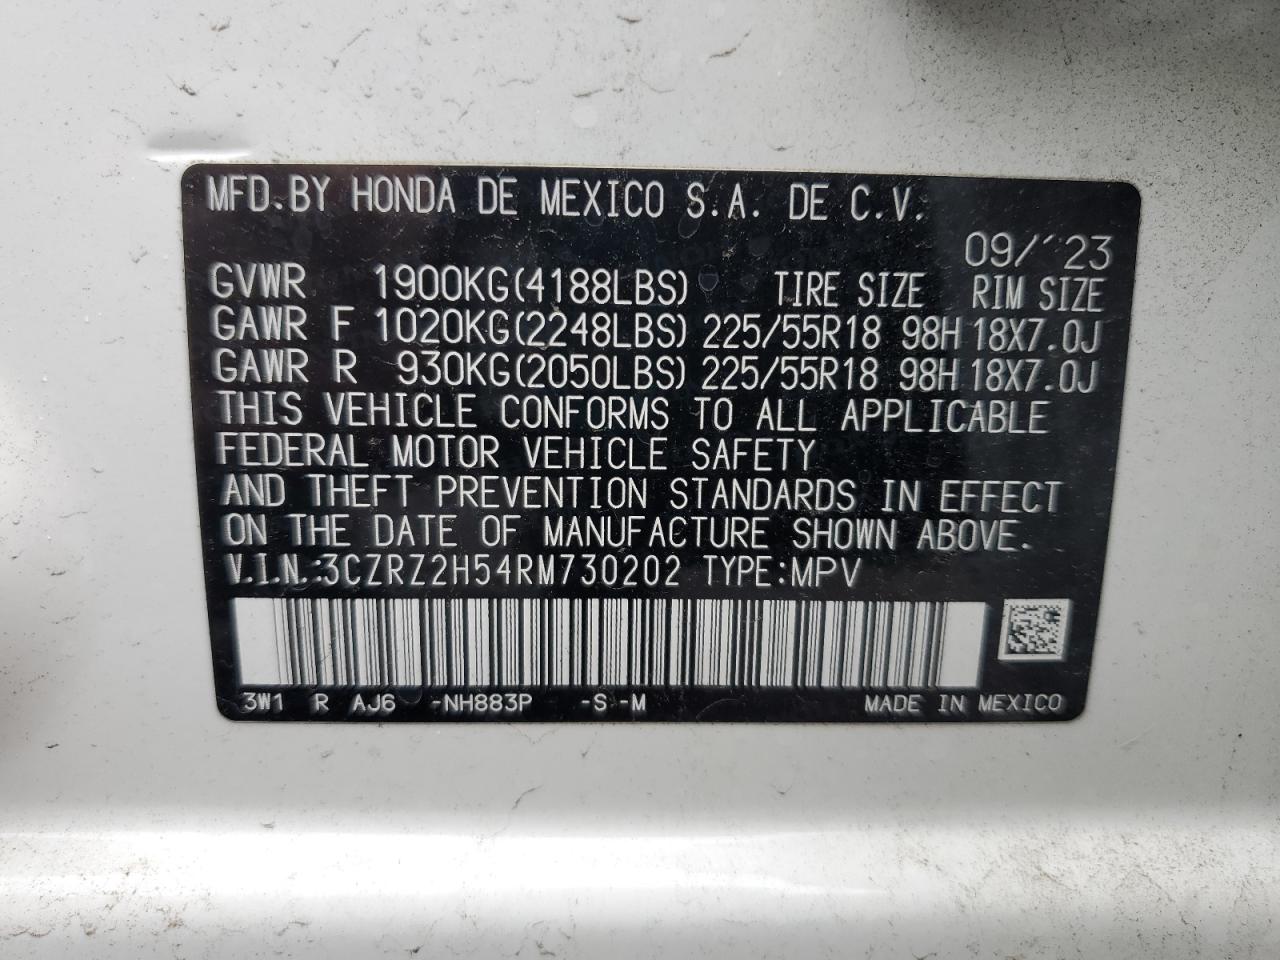 MFD.BY HONDA DE MEXICO S.A. DE C.V.
09/'23
GVWR 1900KG(4188LBS) TIRE SIZE RIM SIZE
GAWR F 1020KG(2248LBS) 225/55R18 98H 18X7.0J
GAWR R 930KG(2050LBS) 225/55R18 98H 18X7.0J
THIS VEHICLE CONFORMS TO ALL APPLICABLE
FEDERAL MOTOR VEHICLE SAFETY
AND THEFT PREVENTION STANDARDS IN EFFECT
ON THE DATE OF MANUFACTURE SHOWN ABOVE.
V.I.N.:3CZRZ2H54RM730202 TYPE:MPV
3W1 R AJ6 -NH883P -S -M MADE IN MEXICO